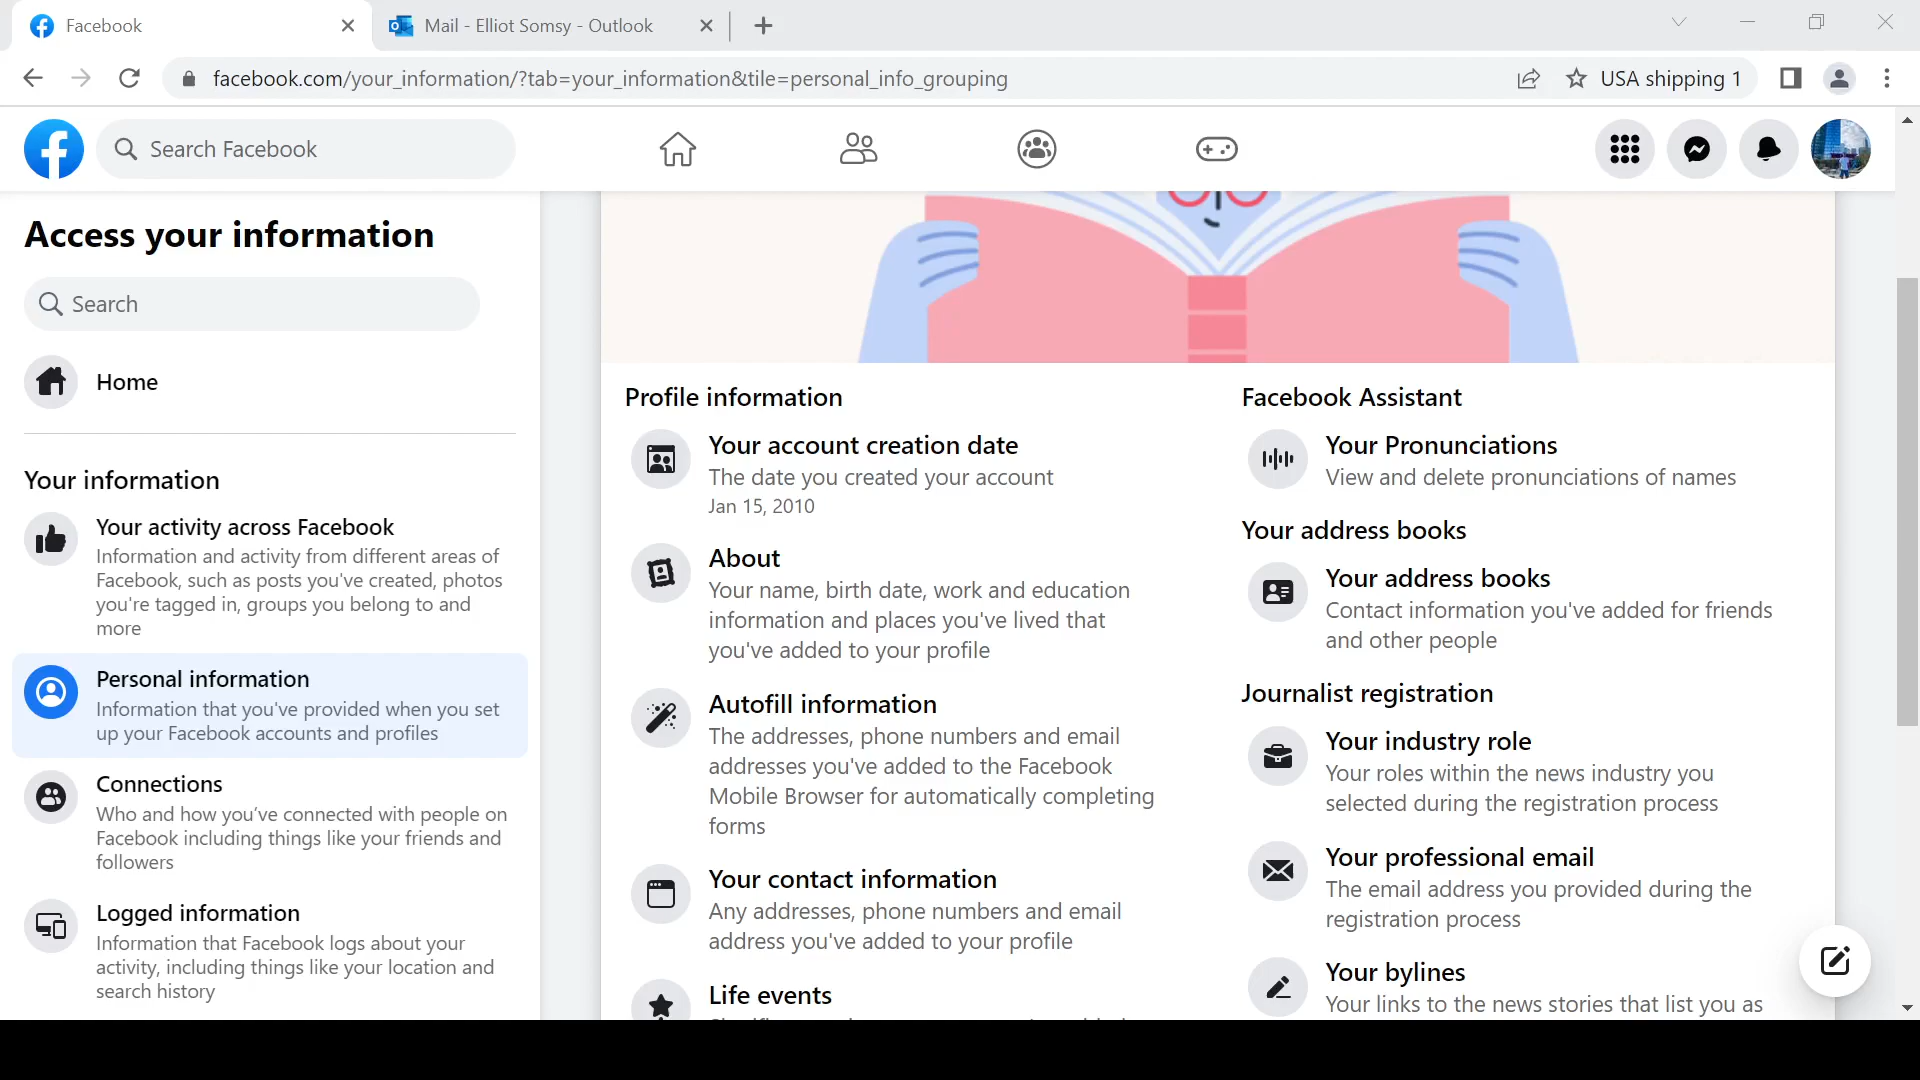 Facebook
Mail - Elliot Somsy - Outlook
facebook.com/your_information/?tab=your_information&tile=personal_info_grouping
USA shipping 1
Search Facebook
Access your information
Search
Home
Your information
Your activity across Facebook
Information and activity from different areas of
Facebook, such as posts you've created, photos
you're tagged in, groups you belong to and
more
Personal information
Information that you've provided when you set
up your Facebook accounts and profiles
Connections
Who and how you've connected with people on
Facebook including things like your friends and
followers
Logged information
Information that Facebook logs about your
activity, including things like your location and
search history
Profile information
Your account creation date
The date you created your account
Jan 15, 2010
About
Your name, birth date, work and education
information and places you've lived that
you've added to your profile
Autofill information
The addresses, phone numbers and email
addresses you've added to the Facebook
Mobile Browser for automatically completing
forms
Your contact information
Any addresses, phone numbers and email
address you've added to your profile
Life events
Facebook Assistant
Your Pronunciations
View and delete pronunciations of names
Your address books
Your address books
Contact information you've added for friends
and other people
Journalist registration
Your industry role
Your roles within the news industry you
selected during the registration process
Your professional email
The email address you provided during the
registration process
Your bylines
Your links to the news stories that list you as